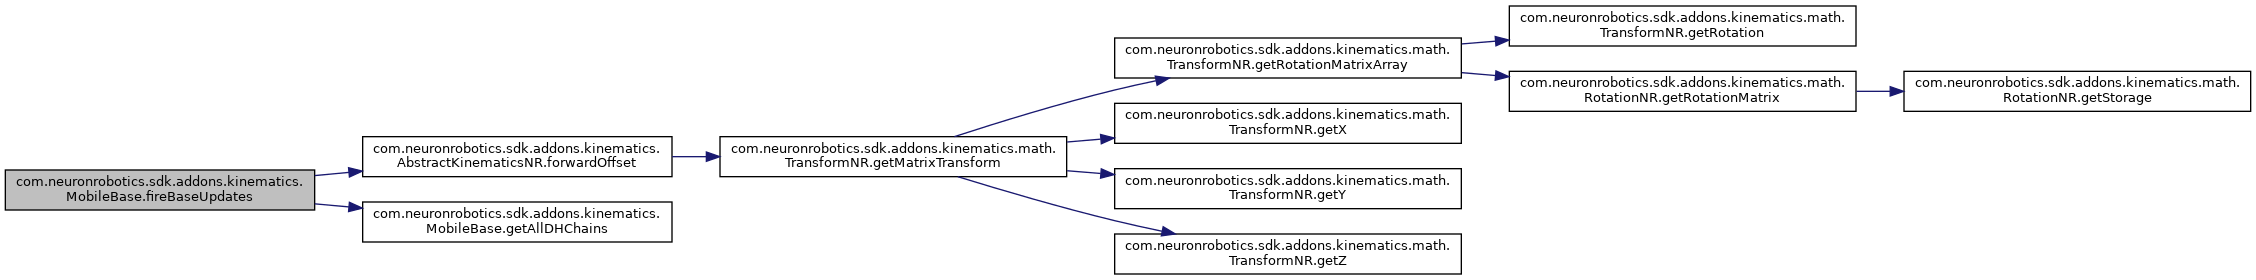 com.neuronrobotics.sdk.addons.kinematics.
MobileBase.fireBaseUpdates
com.neuronrobotics.sdk.addons.kinematics.
AbstractKinematicsNR.forwardOffset
com.neuronrobotics.sdk.addons.kinematics.
MobileBase.getAllDHChains
com.neuronrobotics.sdk.addons.kinematics.math.
TransformNR.getMatrixTransform
com.neuronrobotics.sdk.addons.kinematics.math.
TransformNR.getRotationMatrixArray
com.neuronrobotics.sdk.addons.kinematics.math.
TransformNR.getX
com.neuronrobotics.sdk.addons.kinematics.math.
TransformNR.getY
com.neuronrobotics.sdk.addons.kinematics.math.
TransformNR.getZ
com.neuronrobotics.sdk.addons.kinematics.math.
TransformNR.getRotation
com.neuronrobotics.sdk.addons.kinematics.math.
RotationNR.getRotationMatrix
com.neuronrobotics.sdk.addons.kinematics.math.
RotationNR.getStorage